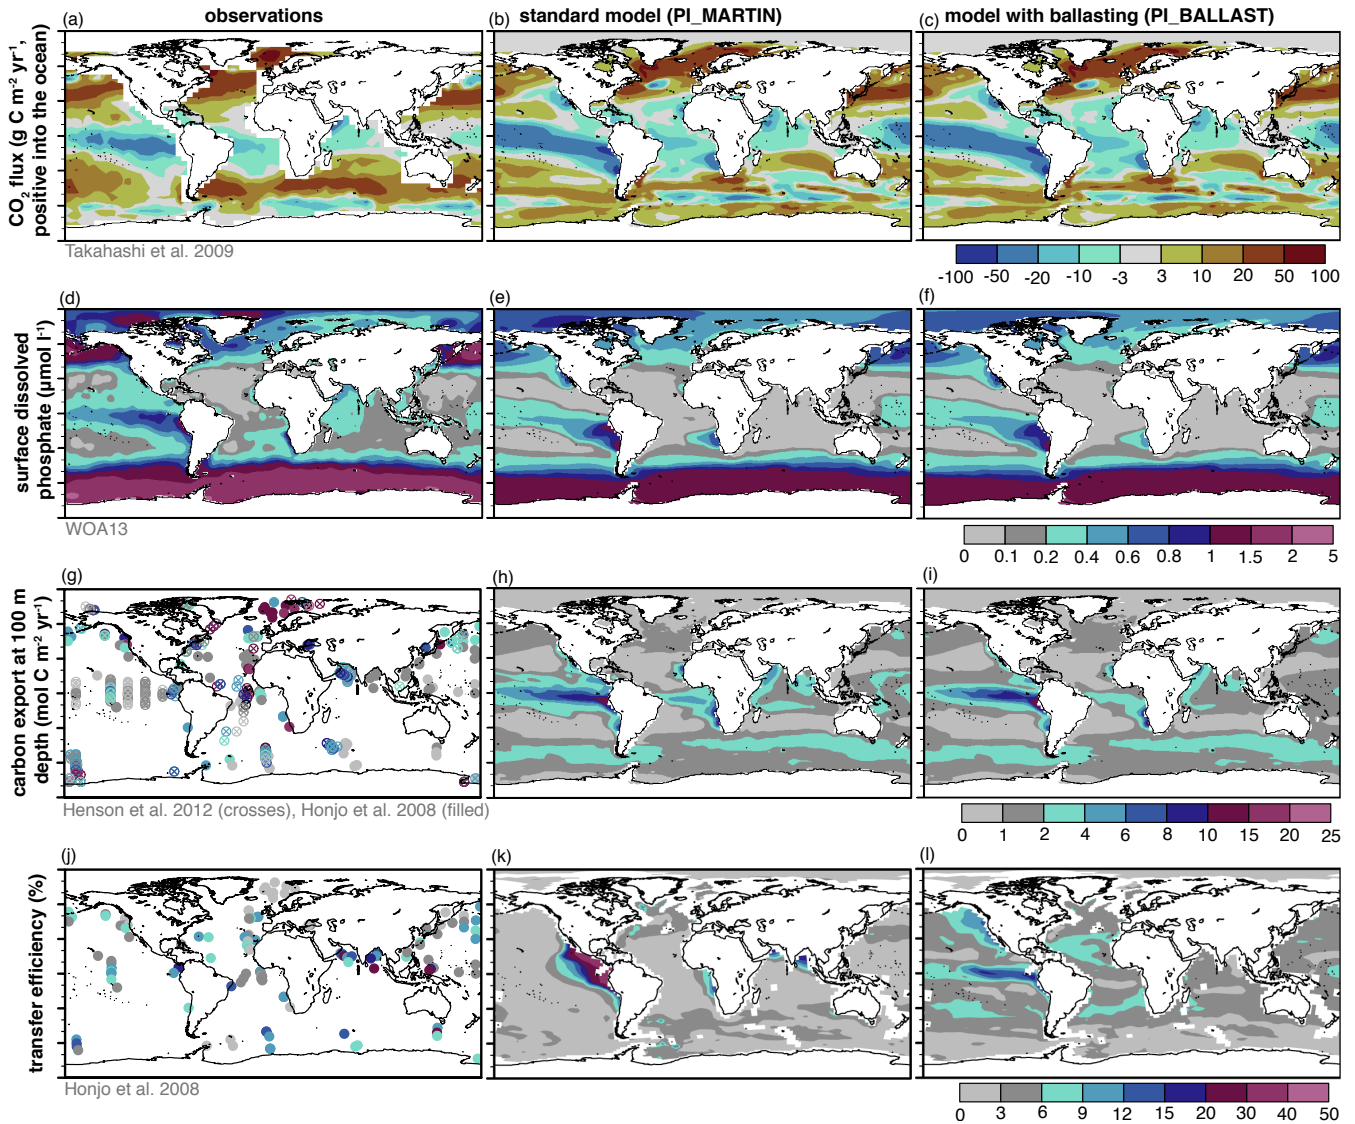 observations
standard model (PI_MARTIN)
model with ballasting (PI_BALLAST)
(a)
(b)
(c)
CO₂ flux (g C m⁻² yr⁻¹,
positive into the ocean)
Takahashi et al. 2009
-100 -50 -20 -10 -3 3 10 20 50 100
(d)
(e)
(f)
surface dissolved
phosphate (µmol l⁻¹)
WOA13
0 0.1 0.2 0.4 0.6 0.8 1 1.5 2 5
(g)
(h)
(i)
carbon export at 100 m
depth (mol C m⁻² yr⁻¹)
Henson et al. 2012 (crosses), Honjo et al. 2008 (filled)
0 1 2 4 6 8 10 15 20 25
(j)
(k)
(l)
transfer efficiency (%)
Honjo et al. 2008
0 3 6 9 12 15 20 30 40 50